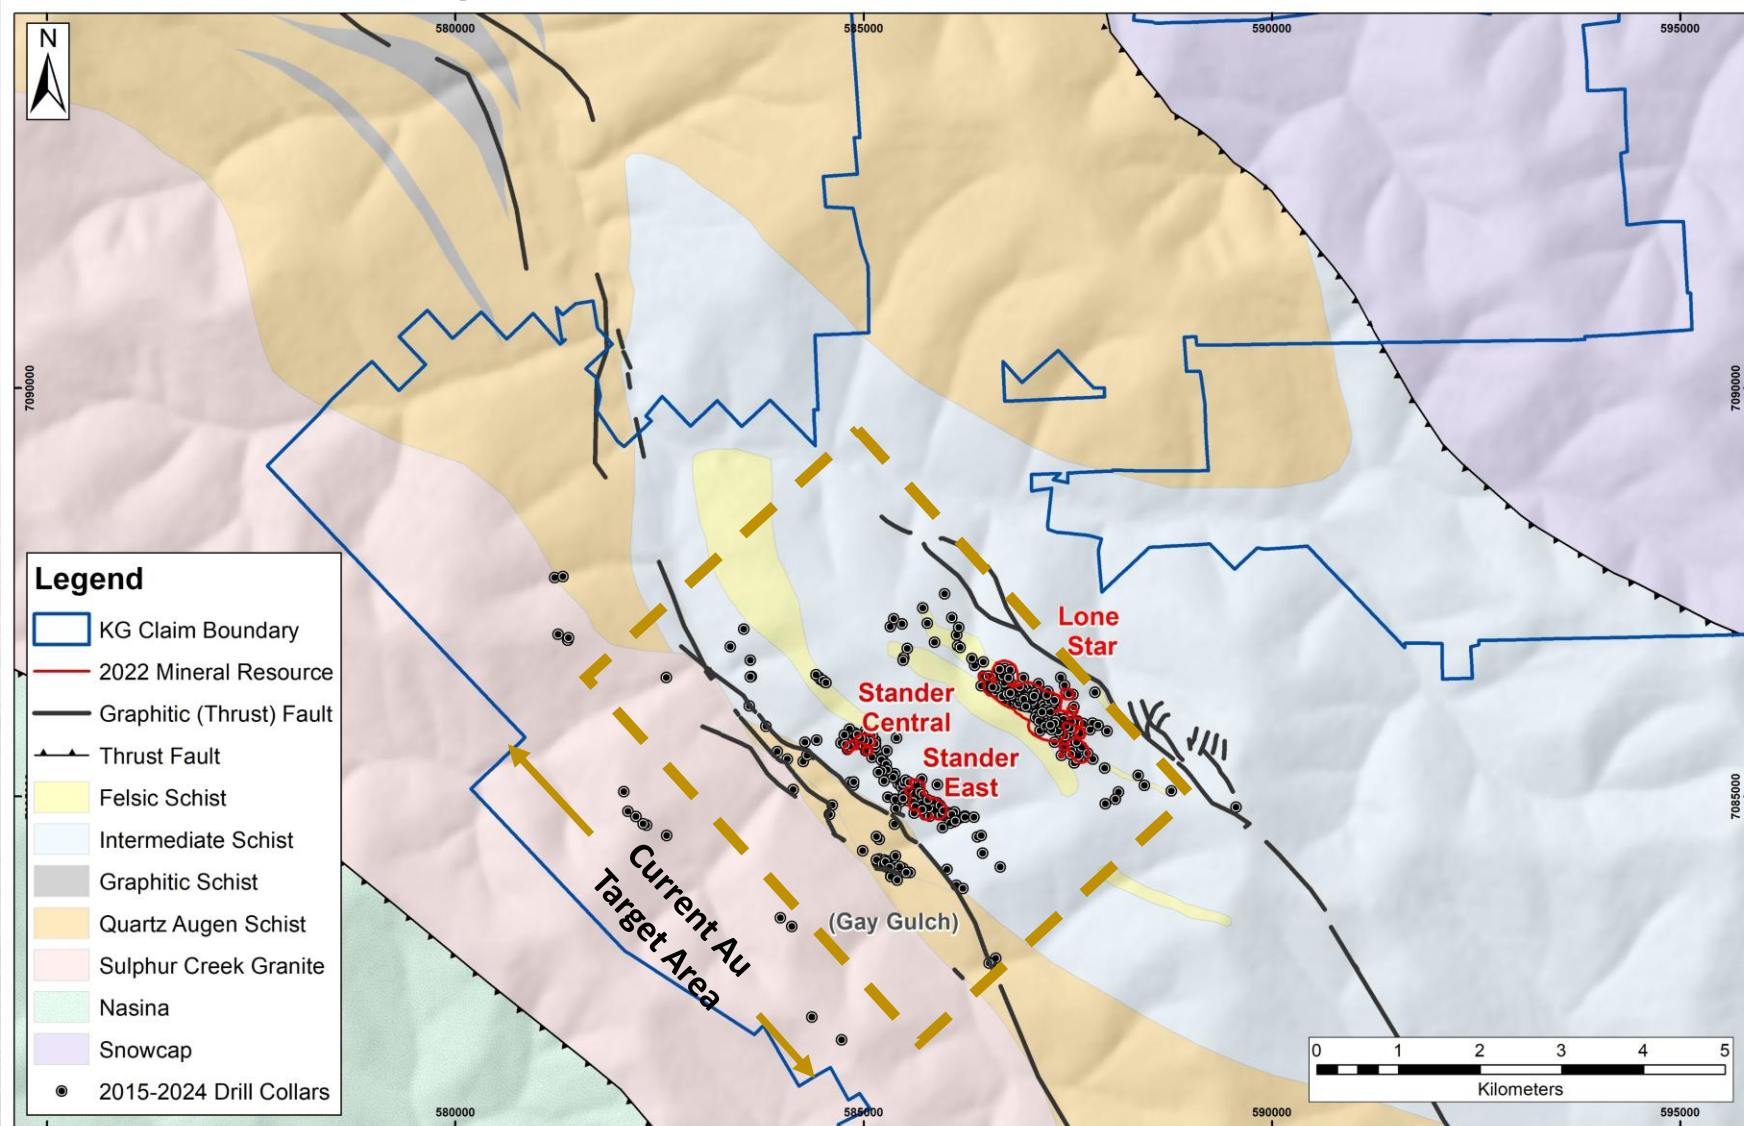 N
580000
585000
590000
595000
7090000
7090000
Lone
Star
Stander
Central
Stander
East
(Gay Gulch)
Current Au
Target Area
7085000
Legend
KG Claim Boundary
2022 Mineral Resource
Graphitic (Thrust) Fault
Thrust Fault
Felsic Schist
Intermediate Schist
Graphitic Schist
Quartz Augen Schist
Sulphur Creek Granite
Nasina
Snowcap
2015-2024 Drill Collars
0 1 2 3 4 5
Kilometers
580000
585000
590000
595000